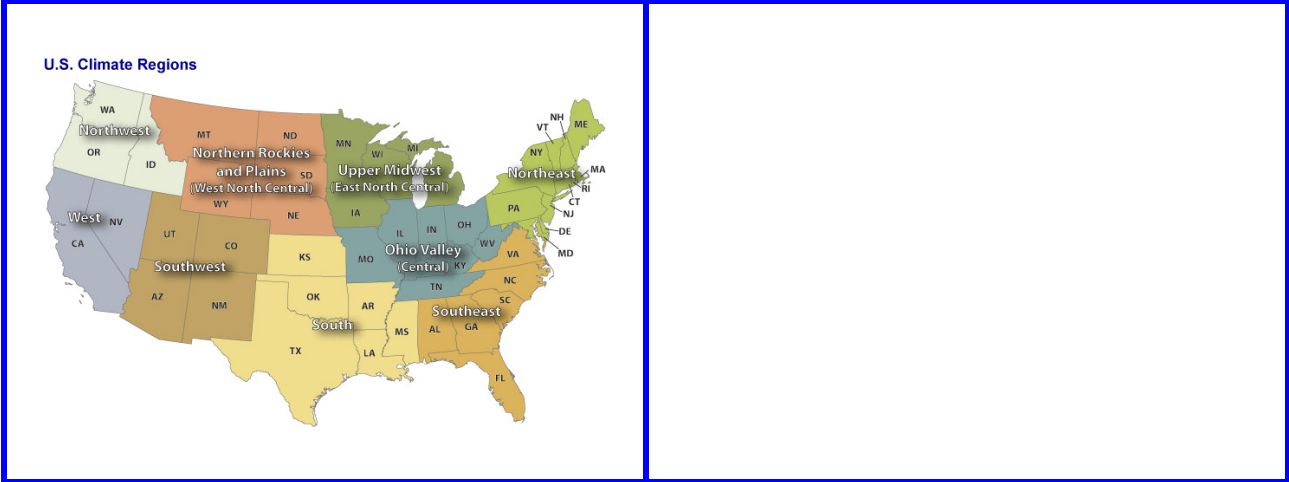 U.S. Climate Regions
WA
Northwest
OR
ID
MT
ND
Northern Rockies
and Plains
SD
(West North Central)
WY
NE
MN
WI
MI
Upper Midwest
(East North Central)
IA
NH
VT
ME
NY
MA
Northeast
RI
CT
PA
NJ
DE
MD
West
NV
CA
UT
CO
Southwest
AZ
NM
KS
OK
AR
South
TX
LA
MS
IL
IN
OH
WV
MO
Ohio Valley
(Central)
KY
TN
VA
NC
SC
Southeast
AL
GA
FL